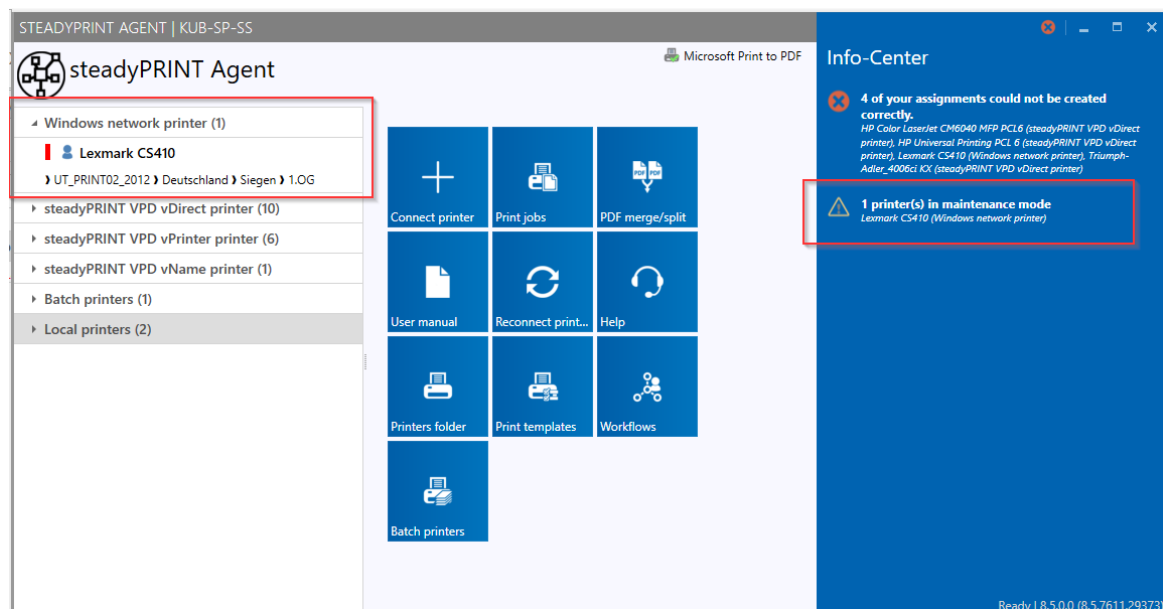 STEADYPRINT AGENT | KUB-SP-SS
steadyPRINT Agent
Microsoft Print to PDF
Windows network printer (1)
Lexmark CS410
UT_PRINT02_2012 Deutschland Siegen 1.OG
steadyPRINT VPD vDirect printer (10)
steadyPRINT VPD vPrinter printer (6)
steadyPRINT VPD vName printer (1)
Batch printers (1)
Local printers (2)
Connect printer
Print jobs
PDF PDF
PDF merge/split
User manual
Reconnect print...
Help
Printers folder
Print templates
Workflows
Batch printers
Info-Center
4 of your assignments could not be created
correctly.
HP Color LaserJet CM6040 MFP PCL6 (steadyPRINT VPD vDirect
printer), HP Universal Printing PCL 6 (steadyPRINT VPD vDirect
printer), Lexmark CS410 (Windows network printer), Triumph-
Adler_4006ci KX (steadyPRINT VPD vDirect printer)
1 printer(s) in maintenance mode
Lexmark CS410 (Windows network printer)
Ready | 8.5.0.0 (8.5.7611.29373)